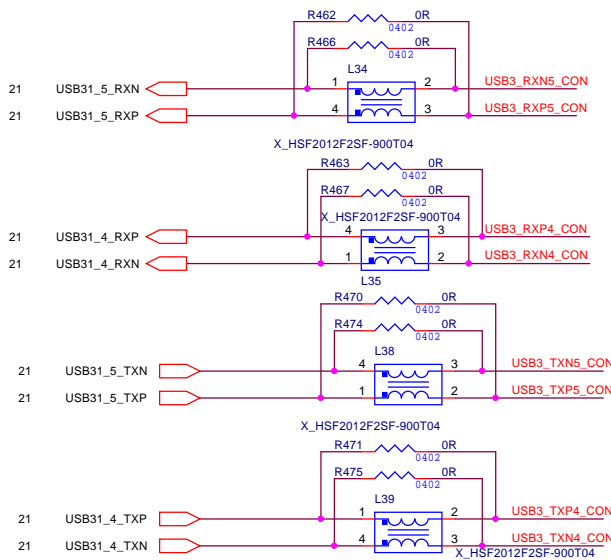 R462 0R
0402
R466 0R
0402
L34
21 USB31_5_RXN 1 2 USB3_RXN5_CON
21 USB31_5_RXP 4 3 USB3_RXP5_CON
X_HSF2012F2SF-900T04
R463 0R
0402
R467 0R
0402
X_HSF2012F2SF-900T04
21 USB31_4_RXP 4 3 USB3_RXP4_CON
21 USB31_4_RXN 1 2 USB3_RXN4_CON
L35
R470 0R
0402
R474 0R
0402
L38
21 USB31_5_TXN 4 3 USB3_TXN5_CON
21 USB31_5_TXP 1 2 USB3_TXP5_CON
X_HSF2012F2SF-900T04
R471 0R
0402
R475 0R
0402
L39
21 USB31_4_TXP 1 2 USB3_TXP4_CON
21 USB31_4_TXN 4 3 USB3_TXN4_CON
X_HSF2012F2SF-900T04